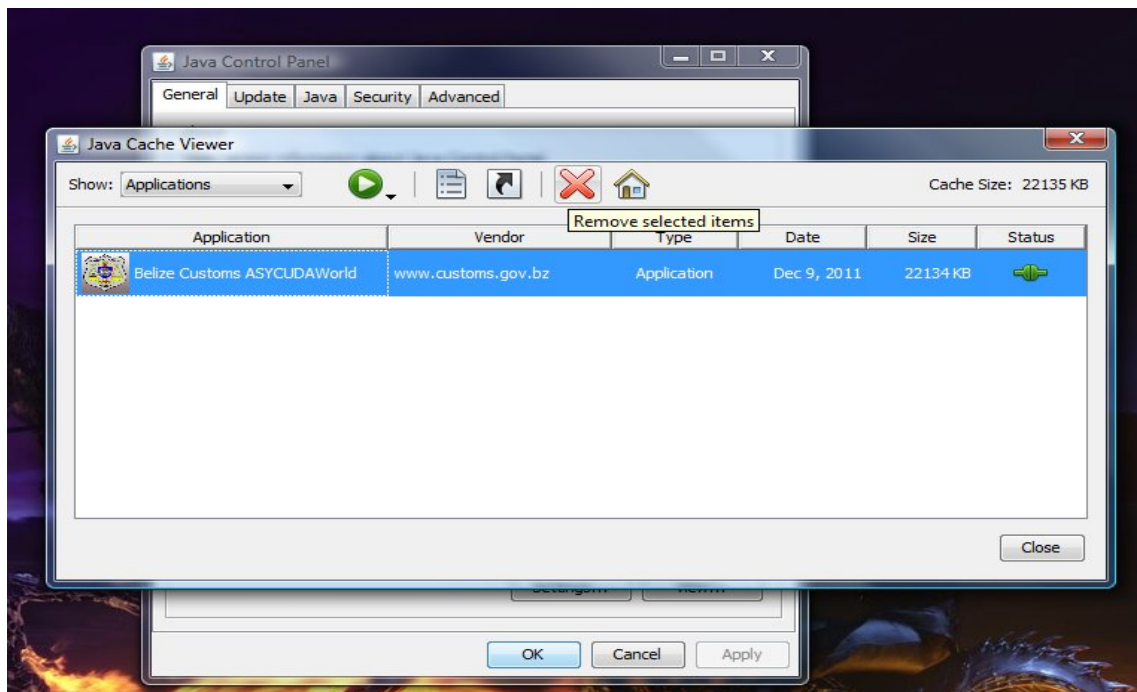 Java Control Panel
General Update Java Security Advanced
Java Cache Viewer
Show: Applications Cache Size: 22135 KB
Remove selected items
Application Vendor Type Date Size Status
Belize Customs ASYCUDAWorld www.customs.gov.bz Application Dec 9, 2011 22134 KB
Close
Settings... View...
OK Cancel Apply